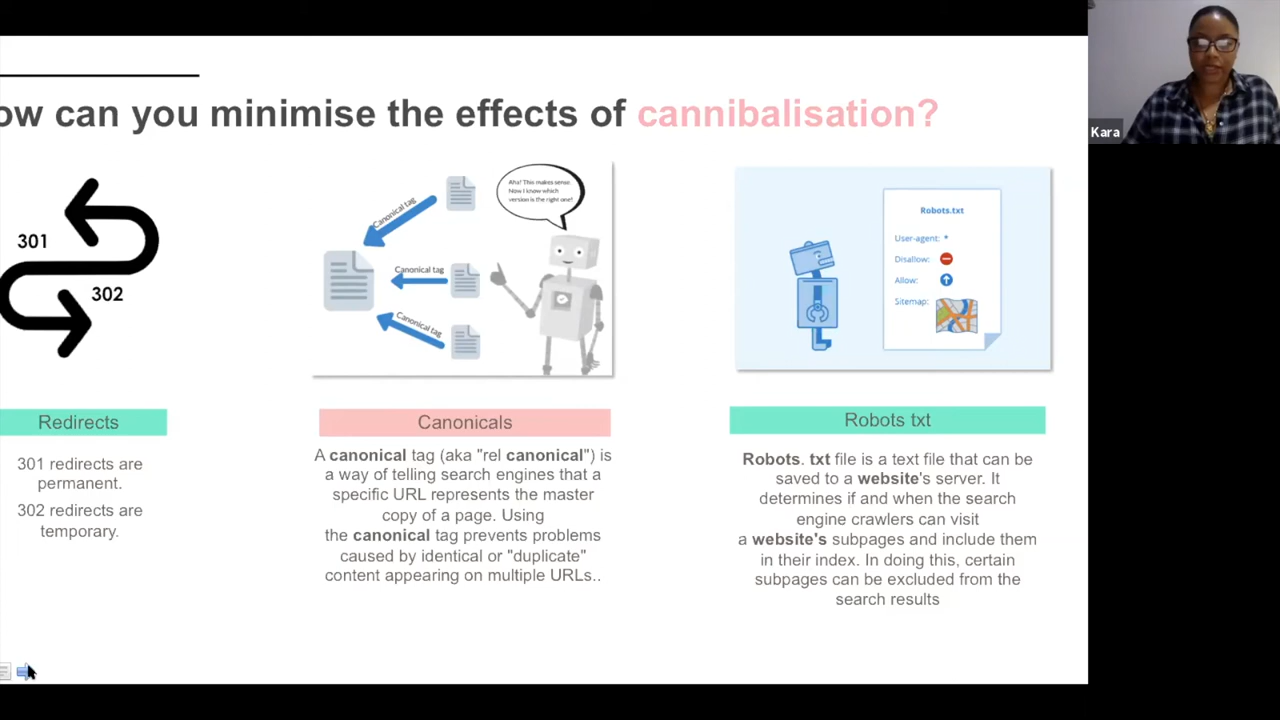 ow can you minimise the effects of cannibalisation?
Kara
301
302
Redirects
301 redirects are
permanent.
302 redirects are
temporary.
Canonical tag
Canonical tag
Canonical tag
Aha! This makes sense.
Now I know which
version is the right one!
Canonicals
A canonical tag (aka "rel canonical") is
a way of telling search engines that a
specific URL represents the master
copy of a page. Using
the canonical tag prevents problems
caused by identical or "duplicate"
content appearing on multiple URLs..
Robots.txt
User-agent: *
Disallow:
Allow:
Sitemap:
Robots txt
Robots. txt file is a text file that can be
saved to a website's server. It
determines if and when the search
engine crawlers can visit
a website's subpages and include them
in their index. In doing this, certain
subpages can be excluded from the
search results